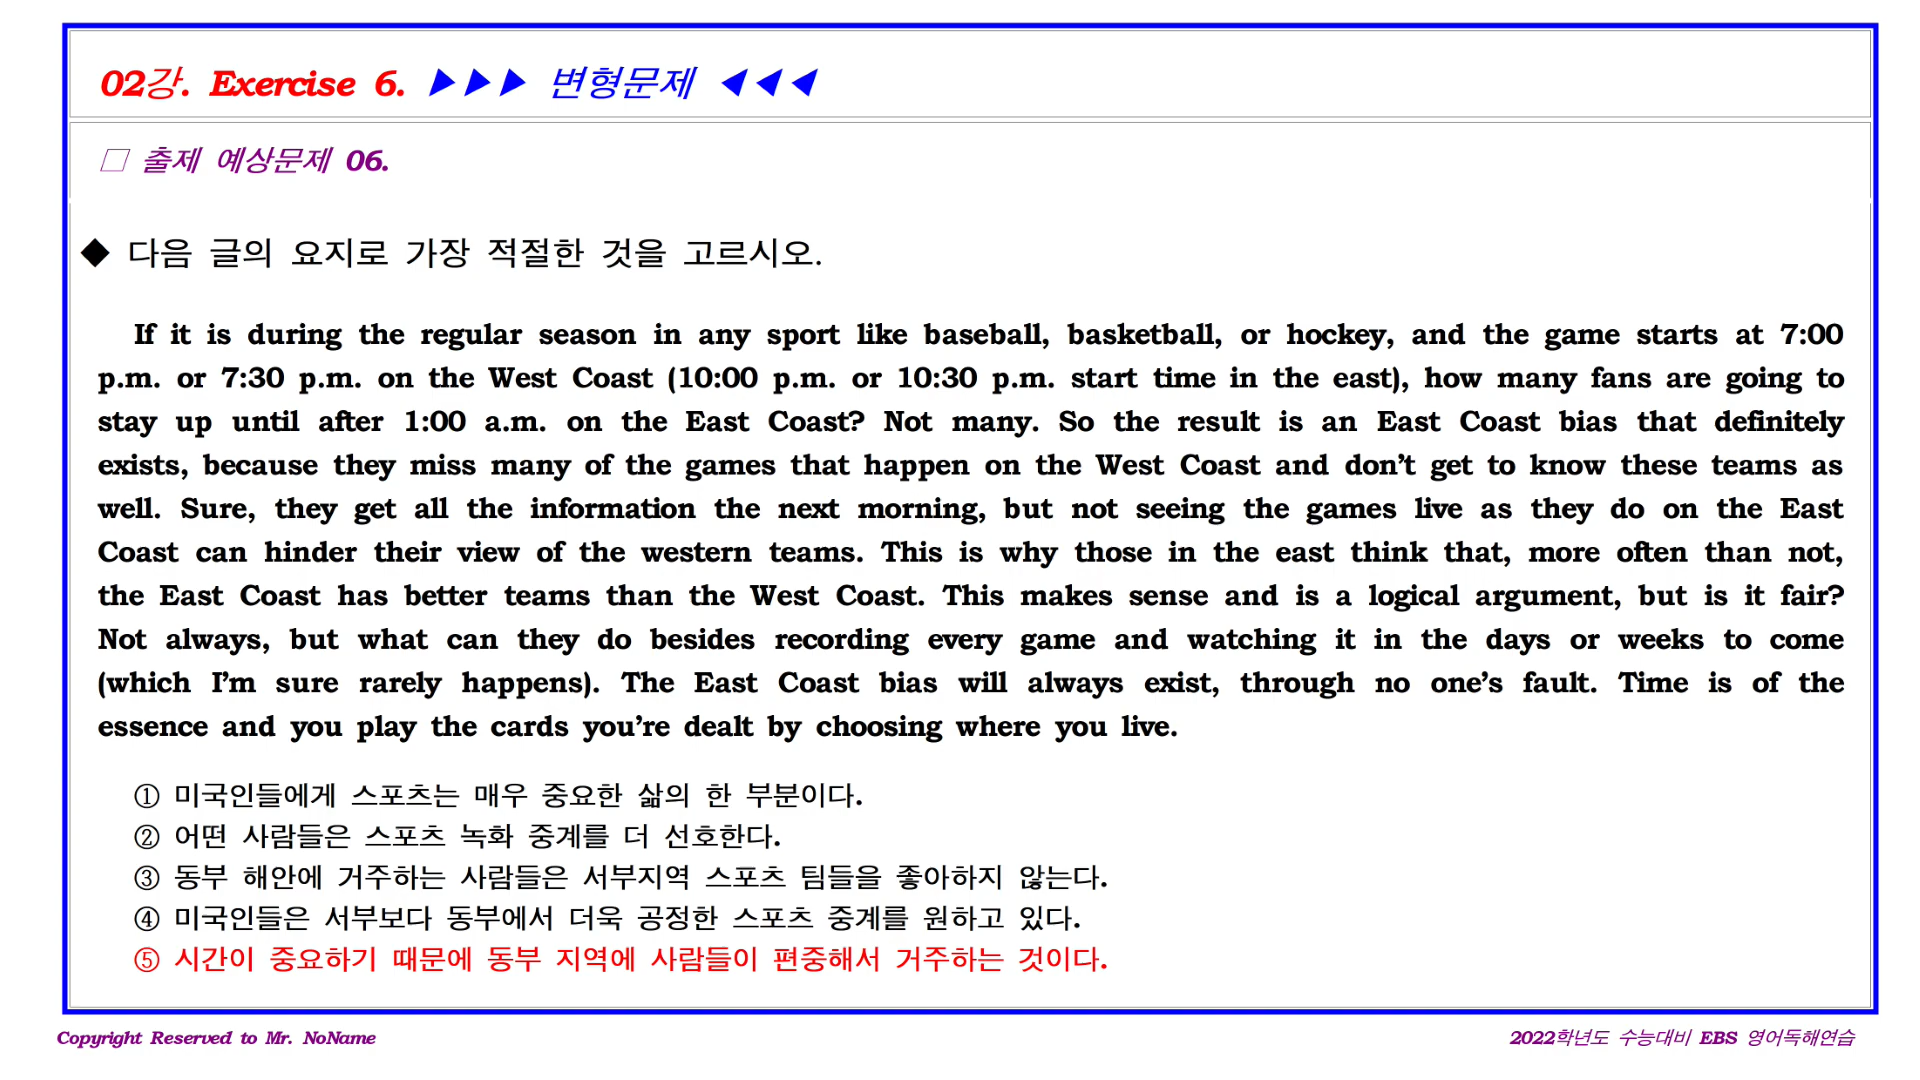 02강. Exercise 6. ▶▶▶ 변형문제 ◀◀◀
□ 출제 예상문제 06.
◆ 다음 글의 요지로 가장 적절한 것을 고르시오.
If it is during the regular season in any sport like baseball, basketball, or hockey, and the game starts at 7:00
p.m. or 7:30 p.m. on the West Coast (10:00 p.m. or 10:30 p.m. start time in the east), how many fans are going to
stay up until after 1:00 a.m. on the East Coast? Not many. So the result is an East Coast bias that definitely
exists, because they miss many of the games that happen on the West Coast and don't get to know these teams as
well. Sure, they get all the information the next morning, but not seeing the games live as they do on the East
Coast can hinder their view of the western teams. This is why those in the east think that, more often than not,
the East Coast has better teams than the West Coast. This makes sense and is a logical argument, but is it fair?
Not always, but what can they do besides recording every game and watching it in the days or weeks to come
(which I'm sure rarely happens). The East Coast bias will always exist, through no one's fault. Time is of the
essence and you play the cards you're dealt by choosing where you live.
① 미국인들에게 스포츠는 매우 중요한 삶의 한 부분이다.
② 어떤 사람들은 스포츠 녹화 중계를 더 선호한다.
③ 동부 해안에 거주하는 사람들은 서부지역 스포츠 팀들을 좋아하지 않는다.
④ 미국인들은 서부보다 동부에서 더욱 공정한 스포츠 중계를 원하고 있다.
⑤ 시간이 중요하기 때문에 동부 지역에 사람들이 편중해서 거주하는 것이다.
Copyright Reserved to Mr. NoName
2022학년도 수능대비 EBS 영어독해연습